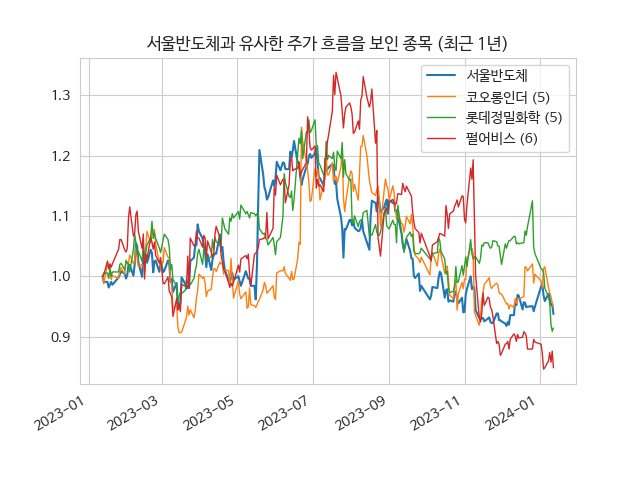 서울반도체과 유사한 주가 흐름을 보인 종목 (최근 1년)
서울반도체
코오롱인더 (5)
롯데정밀화학 (5)
펄어비스 (6)
1.3
1.2
1.1
1.0
0.9
2023-01
2023-03
2023-05
2023-07
2023-09
2023-11
2024-01